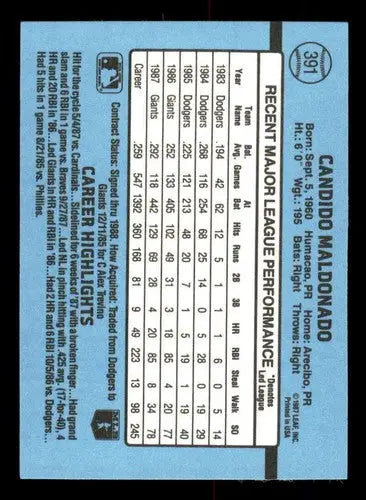 391
CANDIDO MALDONADO
Born: Sept. 5, 1960 Humacao, PR Home: Arecibo, PR
Ht.: 6' 0" Wgt.: 195 Bats: Right Throws: Right
©1987 LEAF, INC.
Printed in USA
RECENT MAJOR LEAGUE PERFORMANCE
*Denotes
Led League
Year Team Name Bat. Avg. Games At Bat Hits Runs 2B 3B HR RBI Steal Walk SO
1983 Dodgers .194 42 62 12 5 1 1 1 6 0 5 14
1984 Dodgers .268 116 254 68 25 14 0 5 28 0 19 29
1985 Dodgers .225 121 213 48 20 7 1 5 19 1 19 40
1986 Giants .252 133 405 102 49 31 3 18 85 4 20 77
1987 Giants .292 118 442 129 69 28 4 20 85 8 34 78
Career .259 547 1392 360 168 81 9 49 223 13 98 245
Contract Status: Signed thru 1988. How Acquired: Traded from Dodgers to
Giants 12/11/85 for C Alex Trevino
CAREER HIGHLIGHTS
Hit for the cycle 5/4/87 vs. Cardinals... Sidelined for 6 weeks of '87 with a broken finger... Had grand
slam and 6 RBI in 1 game vs. Braves 9/27/87... Led NL in pinch hitting with .425 avg. (17-for-40), 4
HR and 20 RBI in '86... Led Giants in HR and RBI in '86... Had 2 HR and 6 RBI 10/5/86 vs. Dodgers...
Had 5 hits in 1 game 8/21/85 vs. Phillies.